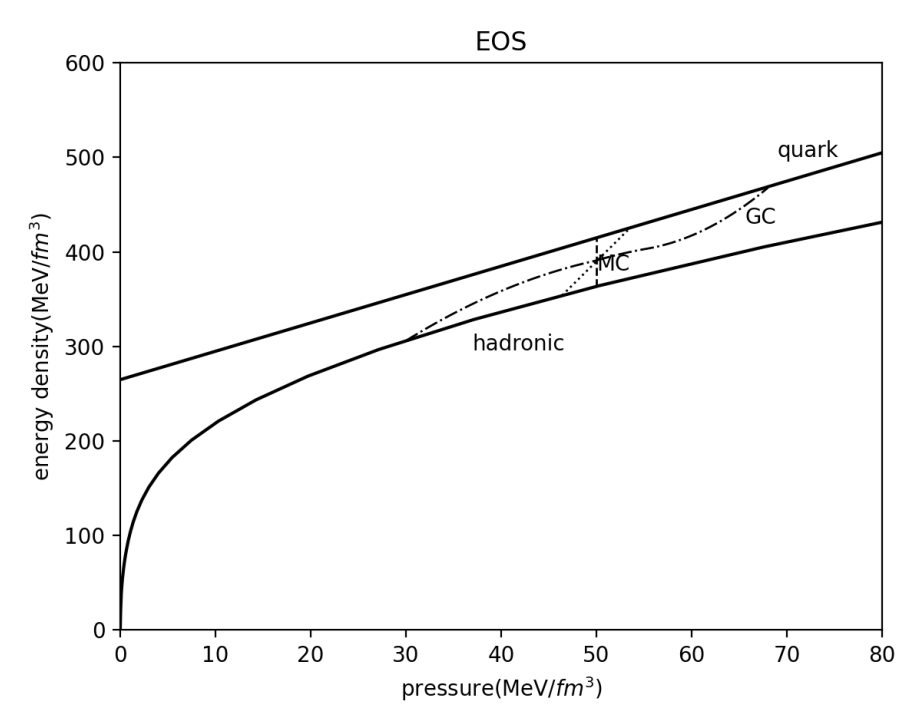 EOS
600
500
400
300
200
100
0
energy density(MeV/fm³)
quark
GC
MC
hadronic
0 10 20 30 40 50 60 70 80
pressure(MeV/fm³)